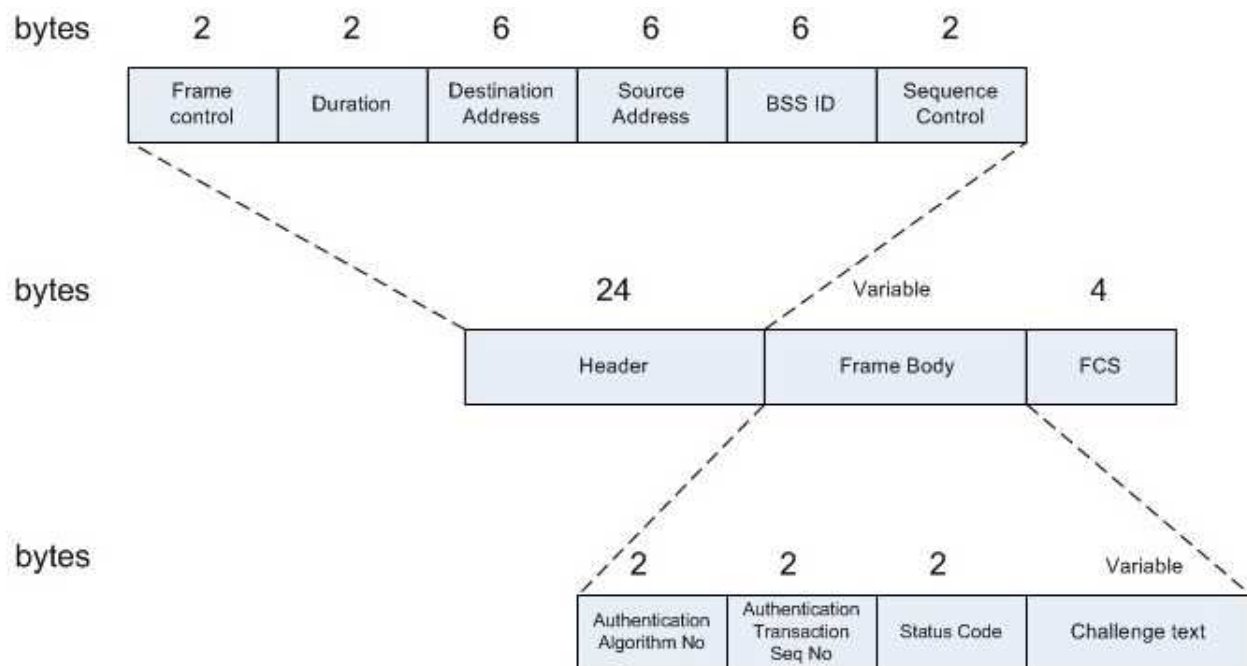 bytes 2 2 6 6 6 2
Frame control Duration Destination Address Source Address BSS ID Sequence Control
bytes 24 Variable 4
Header Frame Body FCS
bytes 2 2 2 Variable
Authentication Algorithm No Authentication Transaction Seq No Status Code Challenge text